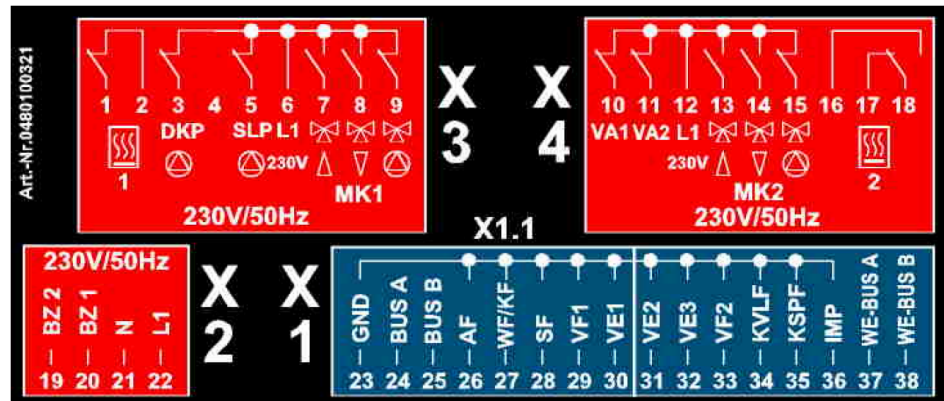 Art.-Nr.0480100321
1 2 3 4 5 6 7 8 9
DKP SLP L1
230V
1
MK1
230V/50Hz
X
3
X
4
10 11 12 13 14 15 16 17 18
VA1 VA2 L1
230V
2
MK2
230V/50Hz
X1.1
230V/50Hz
BZ 2
BZ 1
N
L1
19 20 21 22
X
2
X
1
GND
BUS A
BUS B
AF
WF/KF
SF
VF1
VE1
VE2
VE3
VF2
KVLF
KSPF
IMP
WE-BUS A
WE-BUS B
23 24 25 26 27 28 29 30 31 32 33 34 35 36 37 38